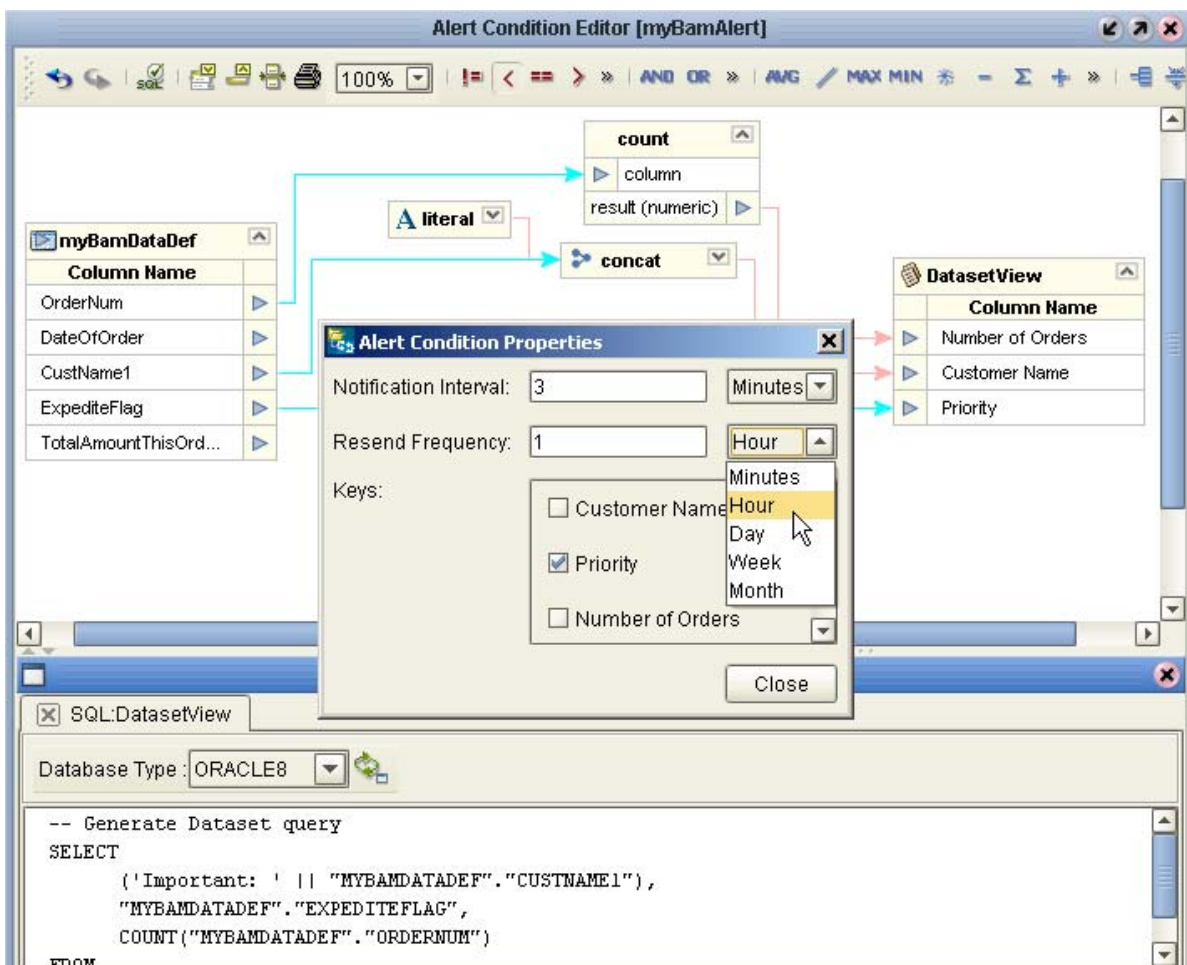 Alert Condition Editor [myBamAlert]
SQL 100% != < == > » AND OR » AVG MAX MIN - Σ + »
count
column
result (numeric)
A literal
concat
myBamDataDef
Column Name
OrderNum
DateOfOrder
CustName1
ExpediteFlag
TotalAmountThisOrd...
DatasetView
Column Name
Number of Orders
Customer Name
Priority
Alert Condition Properties
Notification Interval: 3 Minutes
Resend Frequency: 1 Hour
Minutes
Hour
Day
Week
Month
Keys:
Customer Name
Priority
Number of Orders
Close
SQL:DatasetView
Database Type : ORACLE8
-- Generate Dataset query
SELECT
('Important: ' || "MYBAMDATADEF"."CUSTNAME1"),
"MYBAMDATADEF"."EXPEDITEFLAG",
COUNT("MYBAMDATADEF"."ORDERNUM")
FROM